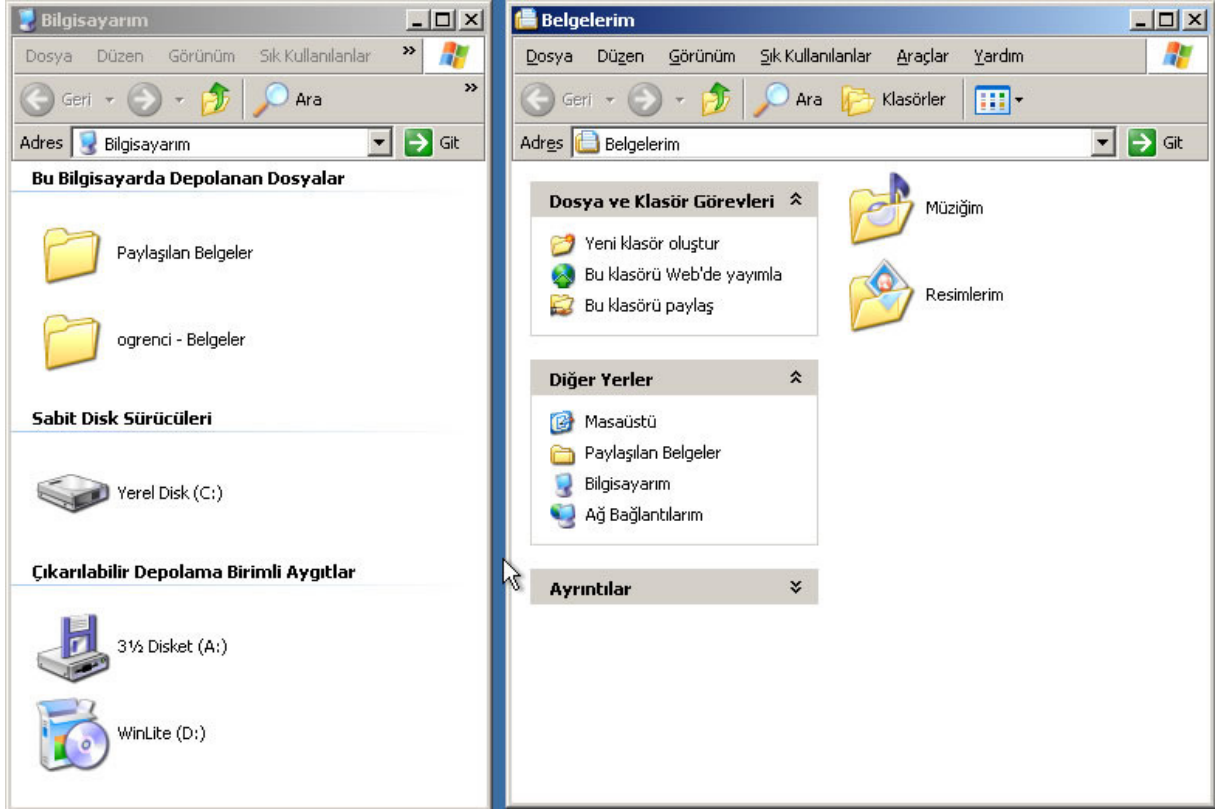 Bilgisayarım
Dosya Düzen Görünüm Sık Kullanılanlar »
Geri Ara »
Adres Bilgisayarım Git
Bu Bilgisayarda Depolanan Dosyalar
Paylaşılan Belgeler
ogrenci - Belgeler
Sabit Disk Sürücüleri
Yerel Disk (C:)
Çıkarılabilir Depolama Birimli Aygıtlar
3½ Disket (A:)
WinLite (D:)
Belgelerim
Dosya Düzen Görünüm Sık Kullanılanlar Araçlar Yardım
Geri Ara Klasörler
Adres Belgelerim Git
Dosya ve Klasör Görevleri
Yeni klasör oluştur
Bu klasörü Web'de yayımla
Bu klasörü paylaş
Diğer Yerler
Masaüstü
Paylaşılan Belgeler
Bilgisayarım
Ağ Bağlantılarım
Ayrıntılar
Müziğim
Resimlerim